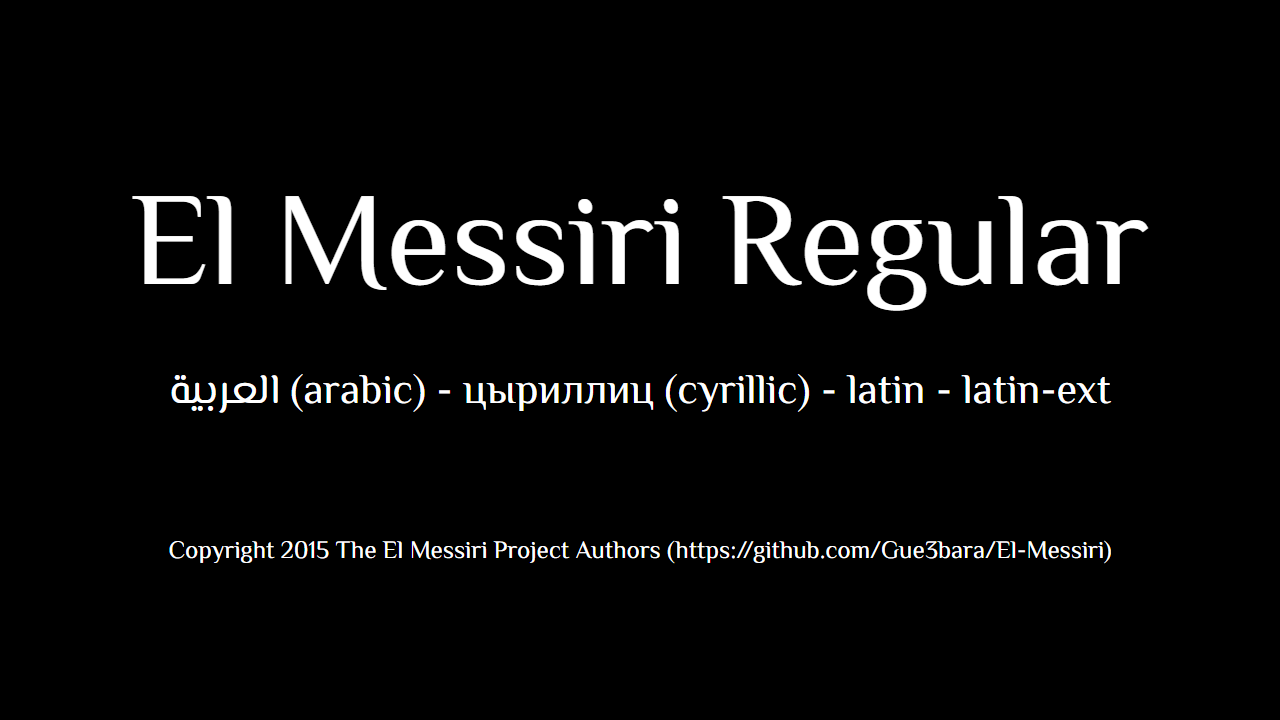 El Messiri Regular
العربية (arabic) - цыриллиц (cyrillic) - latin - latin-ext
Copyright 2015 The El Messiri Project Authors (https://github.com/Gue3bara/El-Messiri)